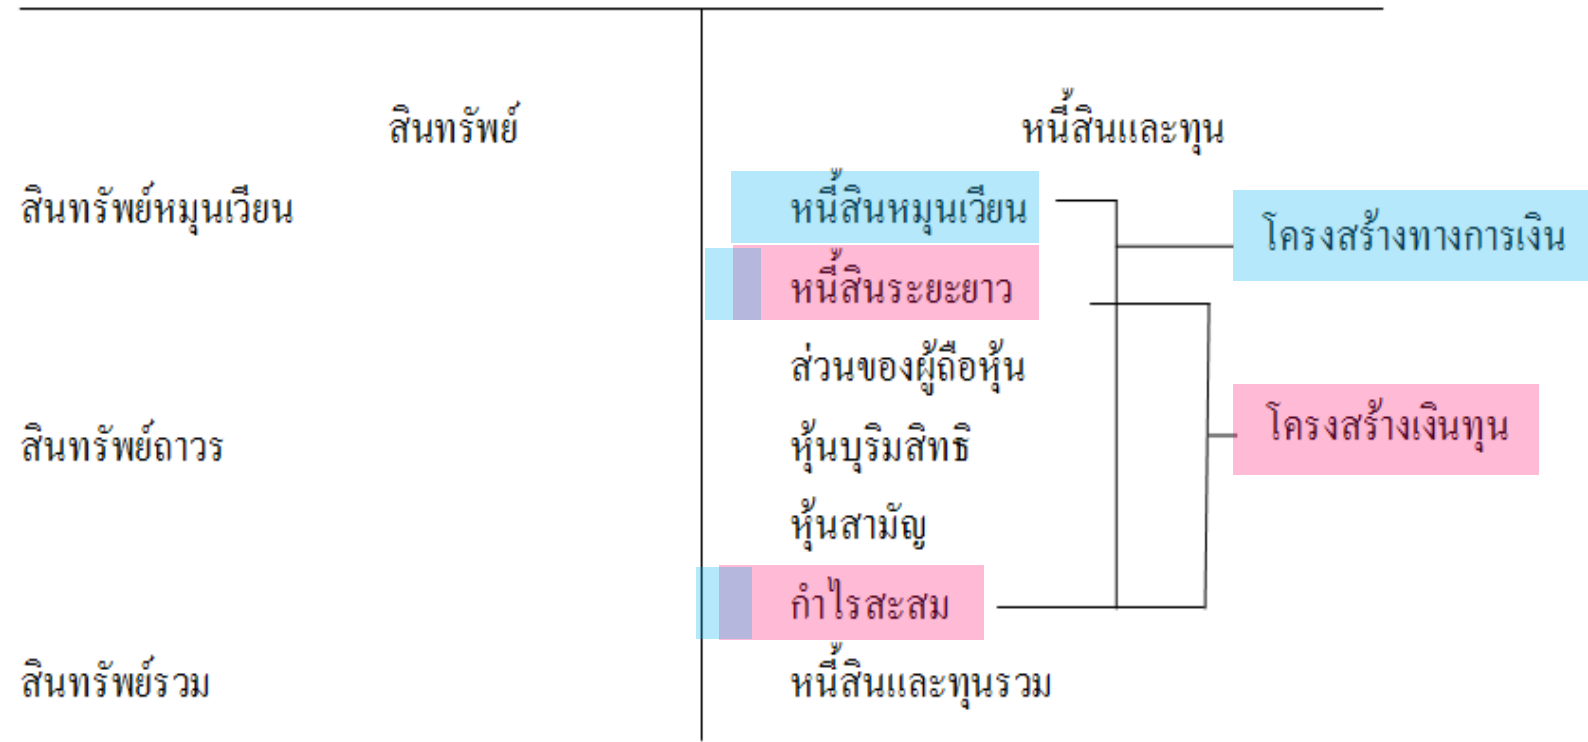 สินทรัพย์ หนี้สินและทุน
สินทรัพย์หมุนเวียน หนี้สินหมุนเวียน โครงสร้างทางการเงิน
หนี้สินระยะยาว
ส่วนของผู้ถือหุ้น
สินทรัพย์ถาวร หุ้นบุริมสิทธิ โครงสร้างเงินทุน
หุ้นสามัญ
กำไรสะสม
สินทรัพย์รวม หนี้สินและทุนรวม